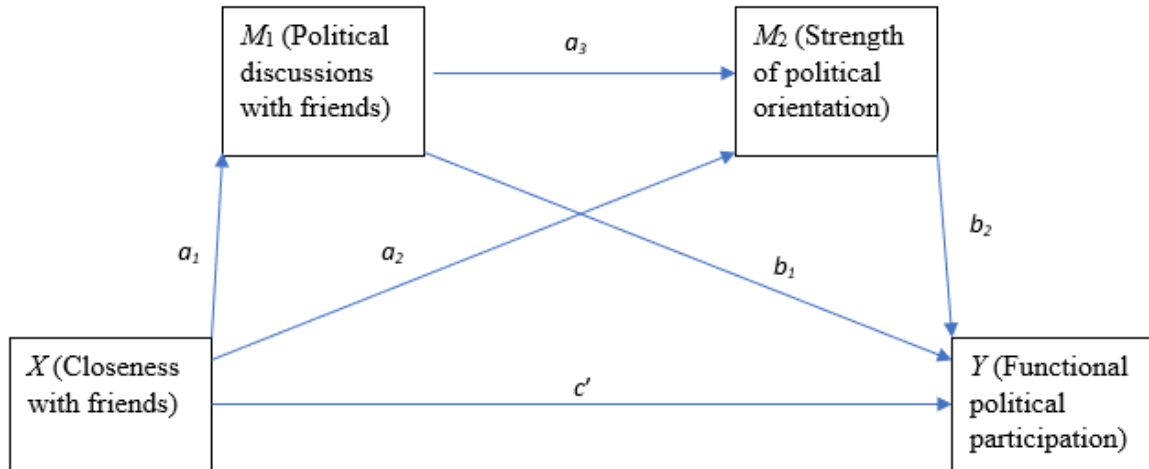 M1 (Political
discussions
with friends)
a3
M2 (Strength
of political
orientation)
a1
a2
b1
b2
X (Closeness
with friends)
c'
Y (Functional
political
participation)